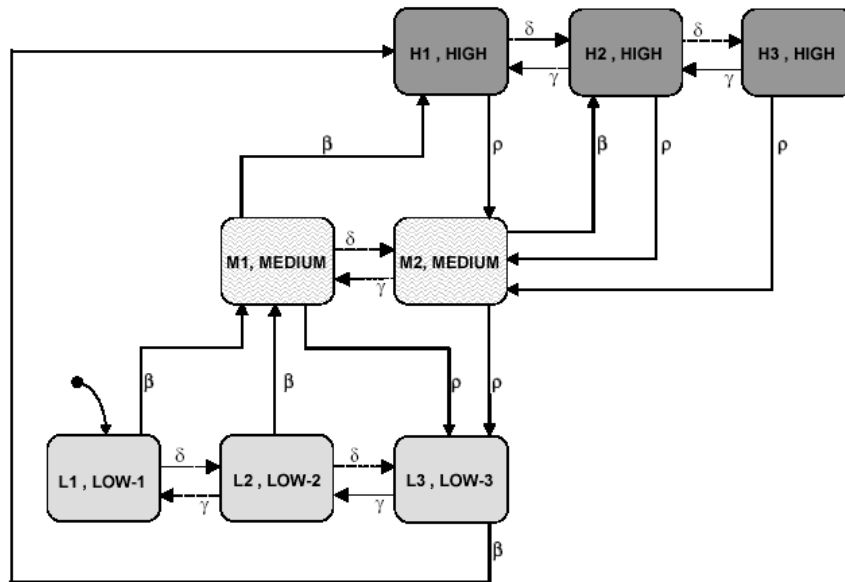 δ
δ
H1 , HIGH
H2 , HIGH
H3 , HIGH
γ
γ
β
ρ
β
ρ
ρ
δ
M1, MEDIUM
M2, MEDIUM
γ
β
β
ρ
ρ
δ
δ
L1 , LOW-1
L2 , LOW-2
L3 , LOW-3
γ
γ
β